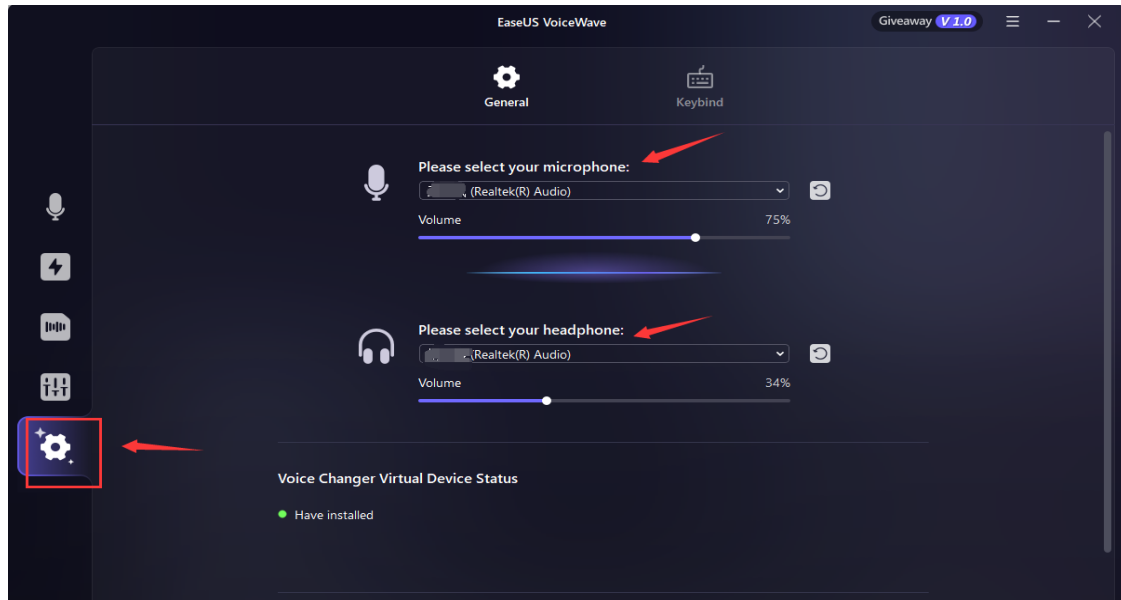 EaseUS VoiceWave
Giveaway V 1.0
General
Keybind
Please select your microphone:
(Realtek(R) Audio)
Volume
75%
Please select your headphone:
(Realtek(R) Audio)
Volume
34%
Voice Changer Virtual Device Status
Have installed